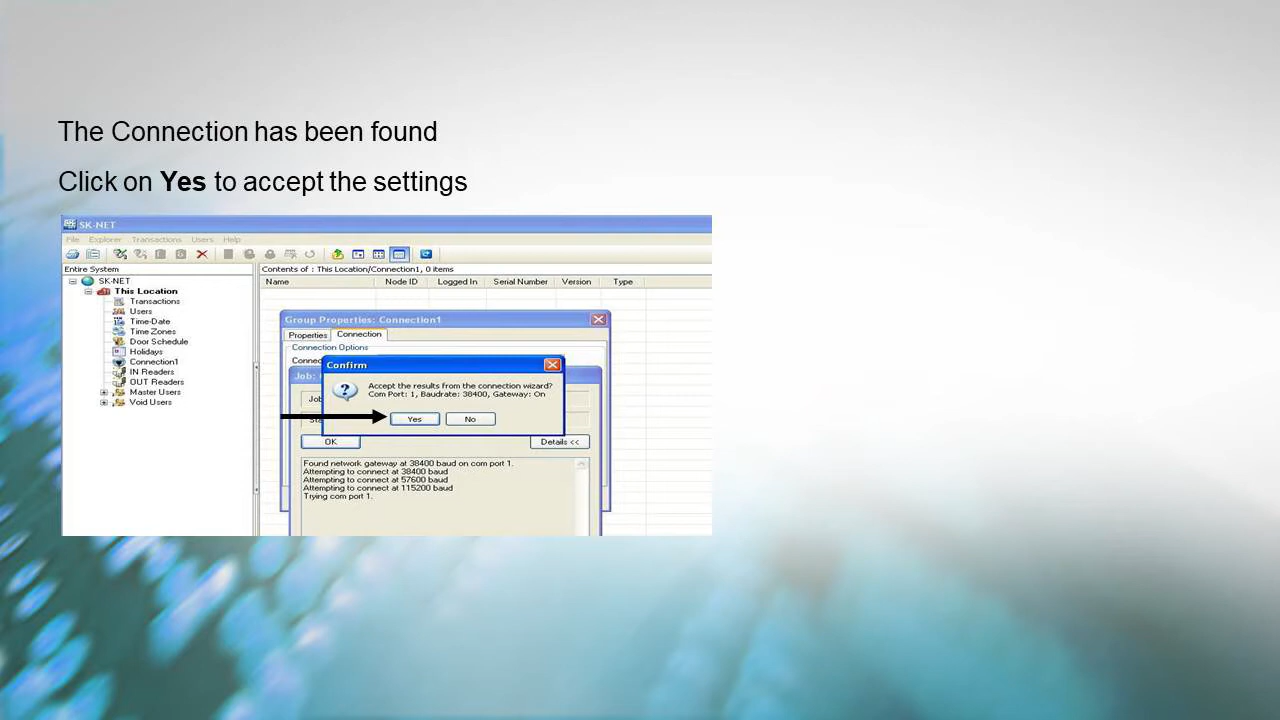 The Connection has been found
Click on Yes to accept the settings
SK-NET
File Explorer Transactions Users Help
Entire System
Contents of : This Location/Connection1, 0 items
Name Node ID Logged In Serial Number Version Type
SK-NET
This Location
Transactions
Users
Time-Date
Time Zones
Door Schedule
Holidays
Connection1
IN Readers
OUT Readers
Master Users
Void Users
Group Properties: Connection1
Properties Connection
Connection Options
Confirm
Job:
Accept the results from the connection wizard?
Com Port: 1, Baudrate: 38400, Gateway: On
Yes No
OK Details <<
Found network gateway at 38400 baud on com port 1.
Attempting to connect at 38400 baud
Attempting to connect at 57600 baud
Attempting to connect at 115200 baud
Trying com port 1.